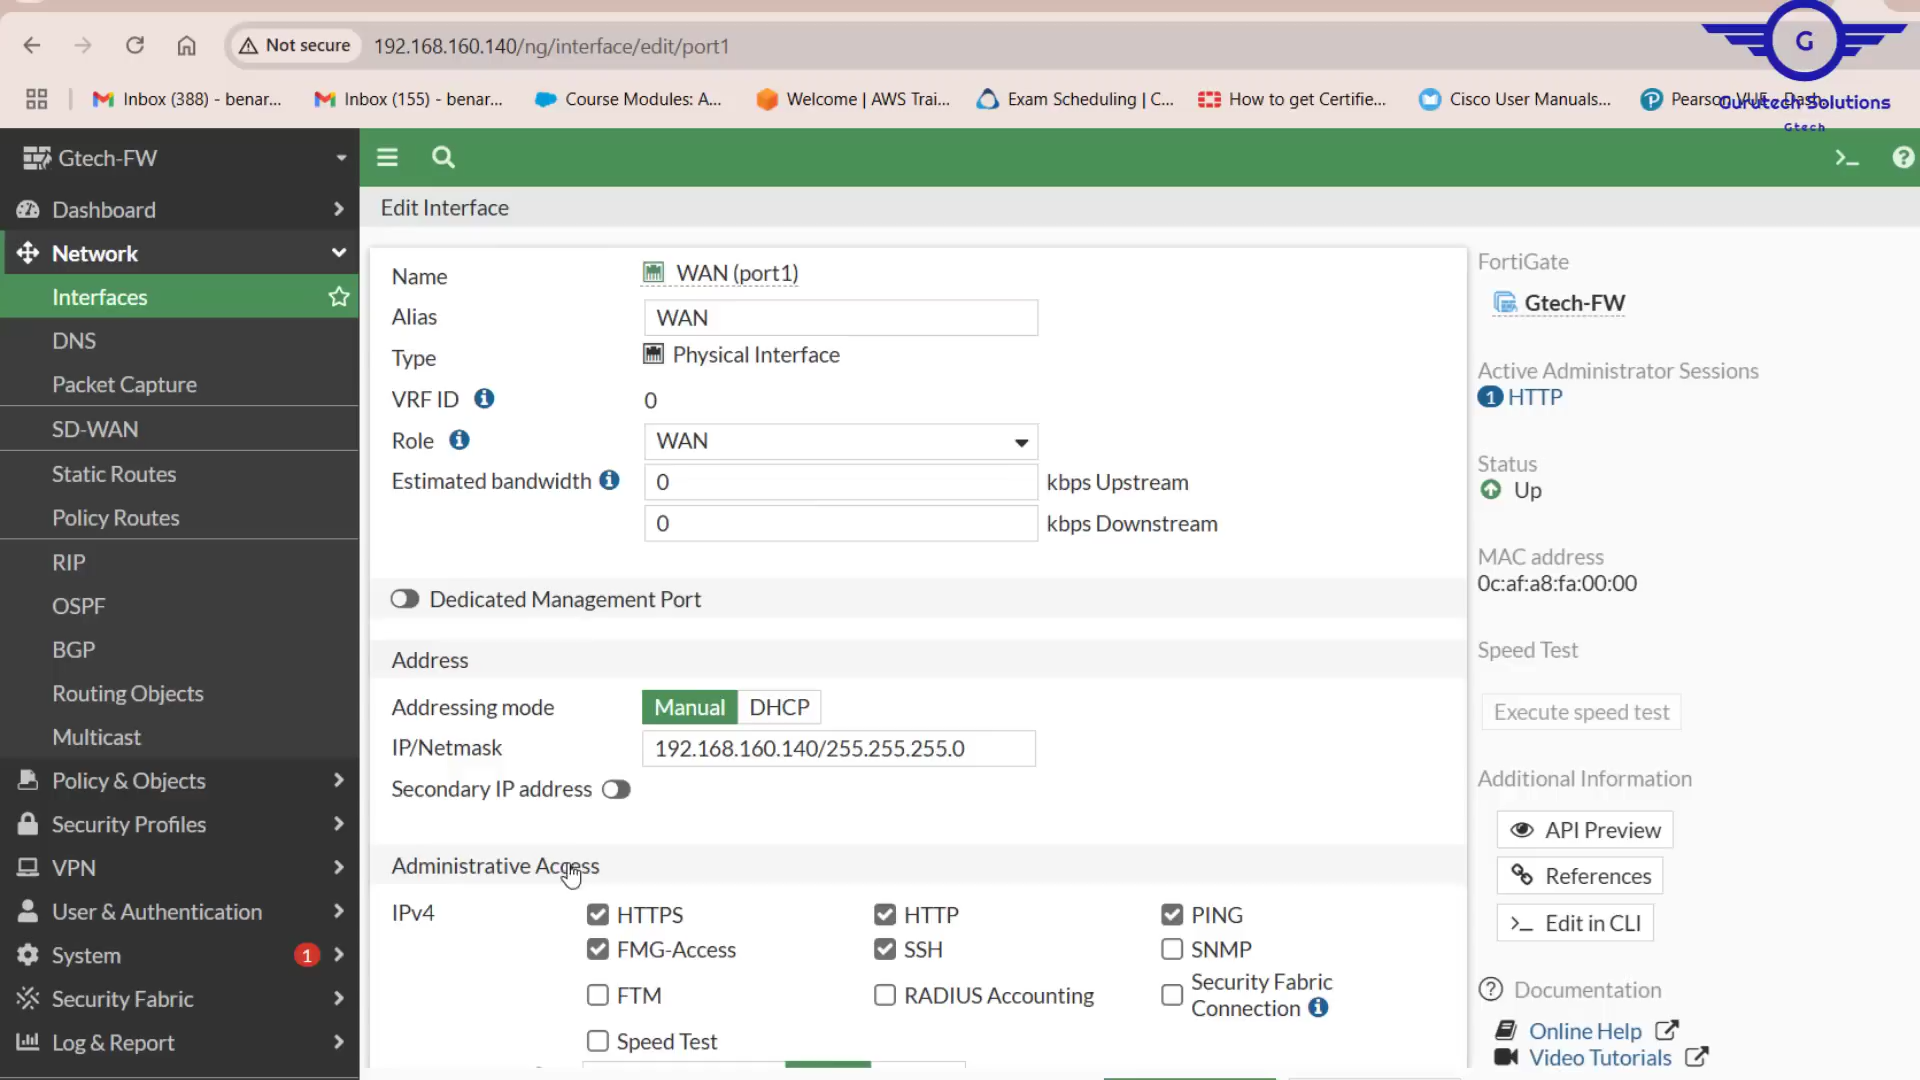 Not secure
192.168.160.140/ng/interface/edit/port1
G
Inbox (388) - benar...
Inbox (155) - benar...
Course Modules: A...
Welcome | AWS Trai...
Exam Scheduling | C...
How to get Certifie...
Cisco User Manuals...
Gurutech Solutions
Gtech
Gtech-FW
Dashboard
Network
Interfaces
DNS
Packet Capture
SD-WAN
Static Routes
Policy Routes
RIP
OSPF
BGP
Routing Objects
Multicast
Policy & Objects
Security Profiles
VPN
User & Authentication
System 1
Security Fabric
Log & Report
Edit Interface
Name WAN (port1)
Alias WAN
Type Physical Interface
VRF ID 0
Role WAN
Estimated bandwidth 0 kbps Upstream
0 kbps Downstream
Dedicated Management Port
Address
Addressing mode Manual DHCP
IP/Netmask 192.168.160.140/255.255.255.0
Secondary IP address
Administrative Access
IPv4 HTTPS HTTP PING
FMG-Access SSH SNMP
FTM RADIUS Accounting Security Fabric
Connection
Speed Test
FortiGate
Gtech-FW
Active Administrator Sessions
1 HTTP
Status
Up
MAC address
0c:af:a8:fa:00:00
Speed Test
Execute speed test
Additional Information
API Preview
References
>_ Edit in CLI
Documentation
Online Help
Video Tutorials